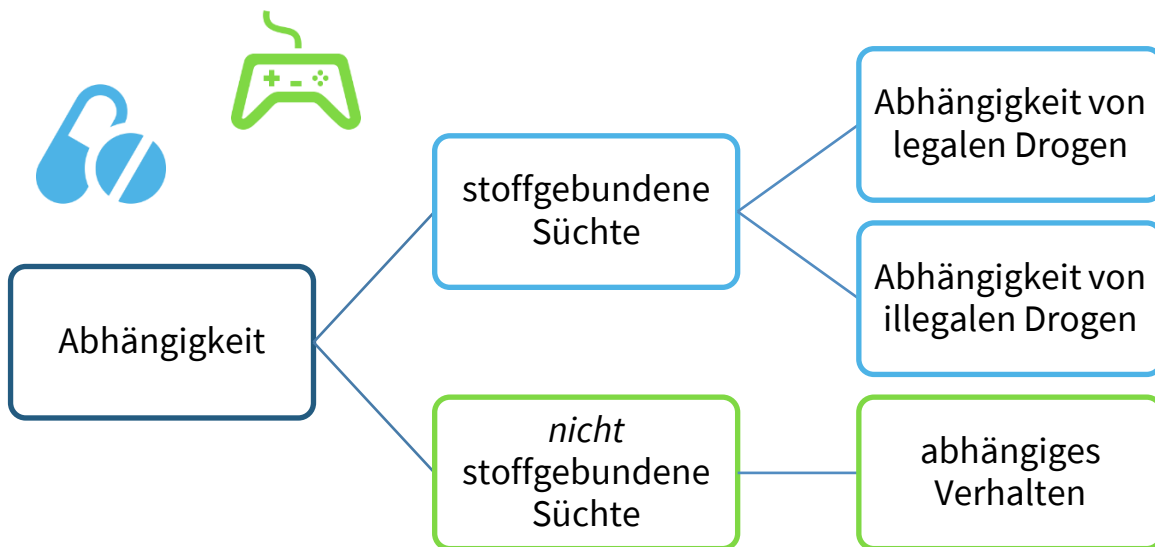 Abhängigkeit
stoffgebundene
Süchte
nicht
stoffgebundene
Süchte
Abhängigkeit von
legalen Drogen
Abhängigkeit von
illegalen Drogen
abhängiges
Verhalten